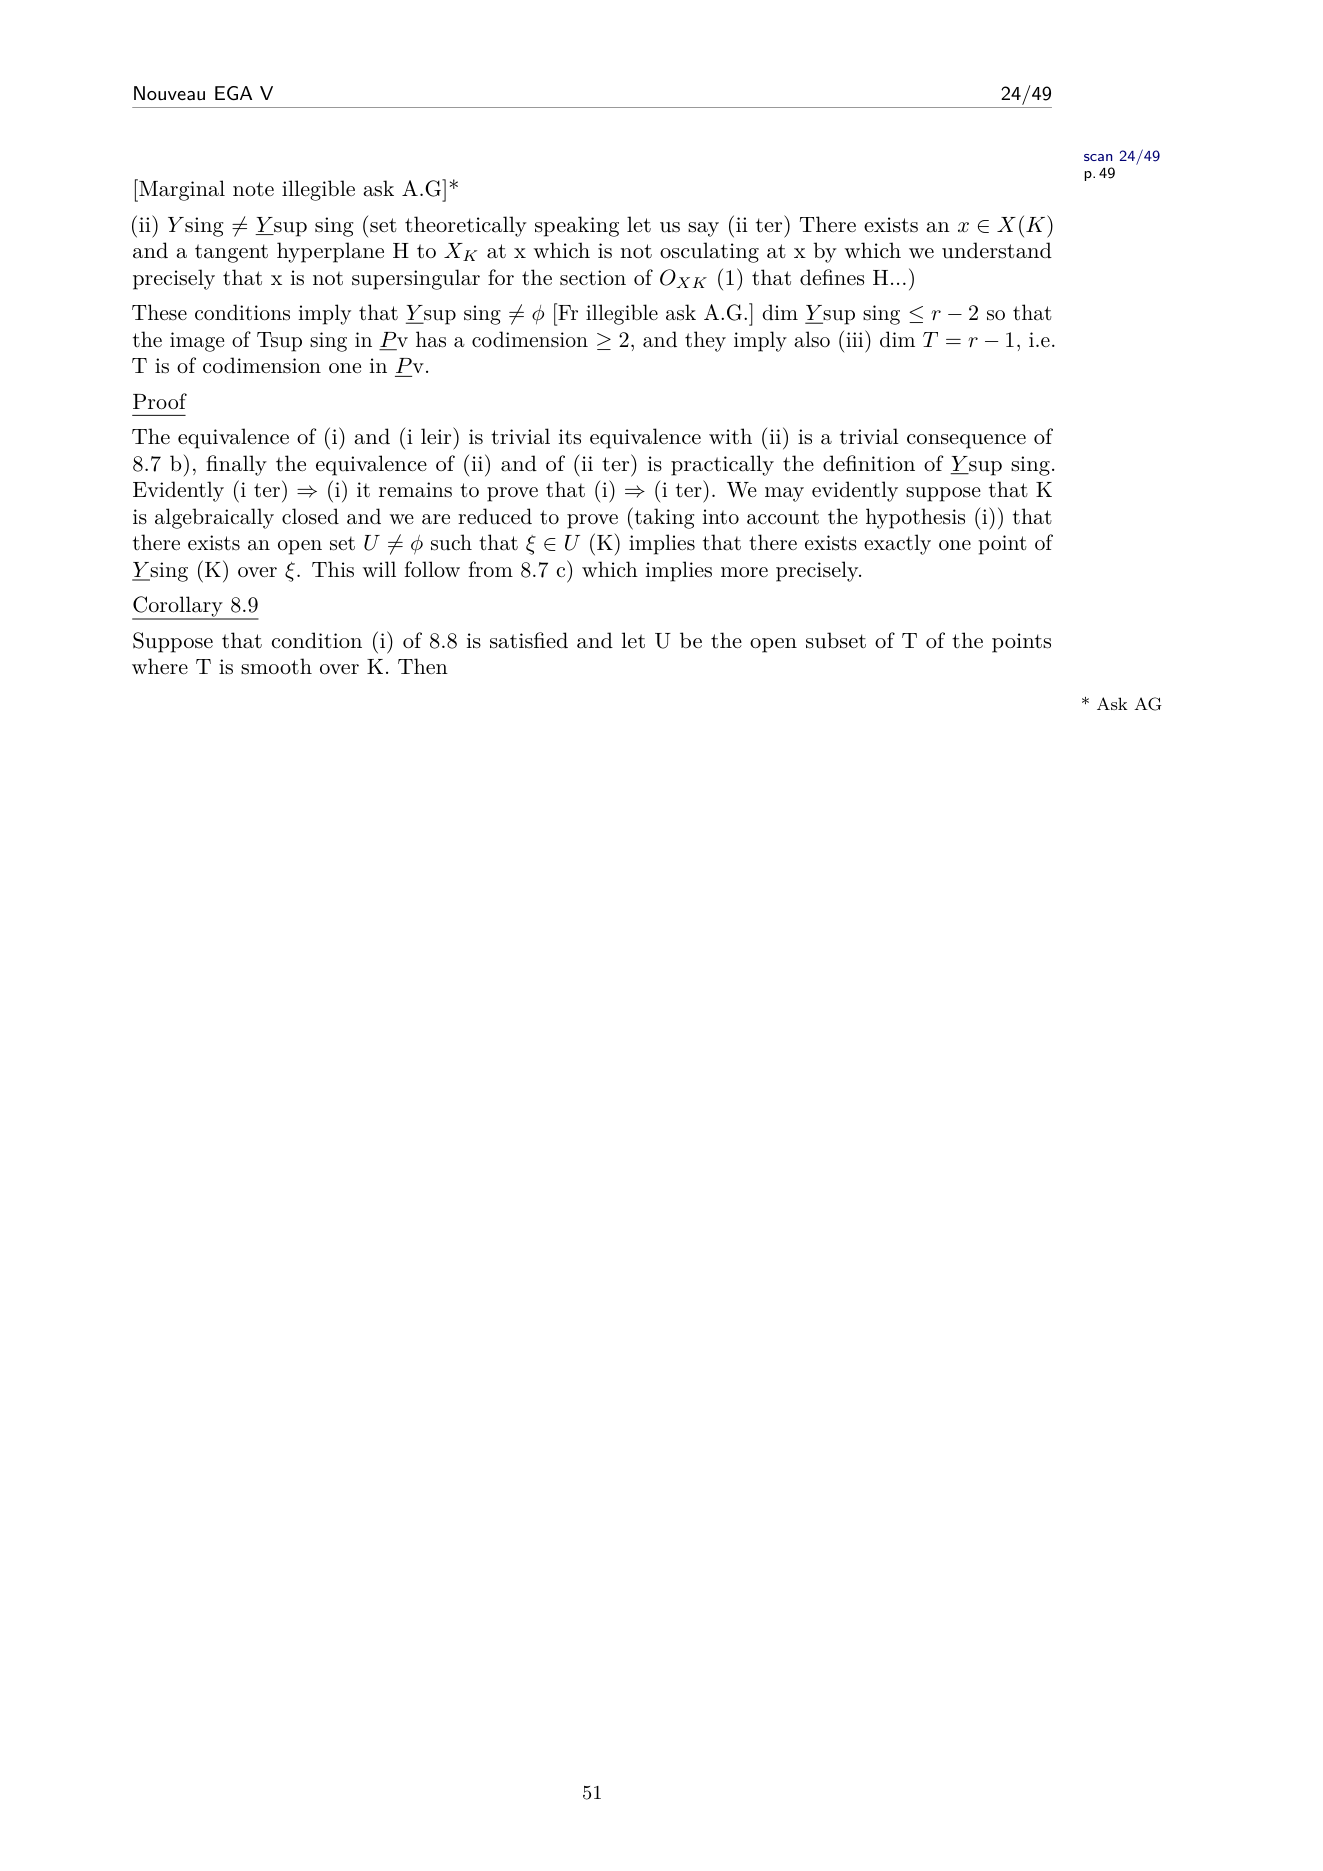 Nouveau EGA V 24/49
scan 24/49
p. 49
[Marginal note illegible ask A.G]*
(ii) Y sing ≠ Y sup sing (set theoretically speaking let us say (ii ter) There exists an x ∈ X(K)
and a tangent hyperplane H to X_K at x which is not osculating at x by which we understand
precisely that x is not supersingular for the section of O_{XK} (1) that defines H...)
These conditions imply that Y sup sing ≠ ϕ [Fr illegible ask A.G.] dim Y sup sing ≤ r − 2 so that
the image of Tsup sing in Pv has a codimension ≥ 2, and they imply also (iii) dim T = r − 1, i.e.
T is of codimension one in Pv.
Proof
The equivalence of (i) and (i leir) is trivial its equivalence with (ii) is a trivial consequence of
8.7 b), finally the equivalence of (ii) and of (ii ter) is practically the definition of Y sup sing.
Evidently (i ter) ⇒ (i) it remains to prove that (i) ⇒ (i ter). We may evidently suppose that K
is algebraically closed and we are reduced to prove (taking into account the hypothesis (i)) that
there exists an open set U ≠ ϕ such that ξ ∈ U (K) implies that there exists exactly one point of
Y sing (K) over ξ. This will follow from 8.7 c) which implies more precisely.
Corollary 8.9
Suppose that condition (i) of 8.8 is satisfied and let U be the open subset of T of the points
where T is smooth over K. Then
* Ask AG
51